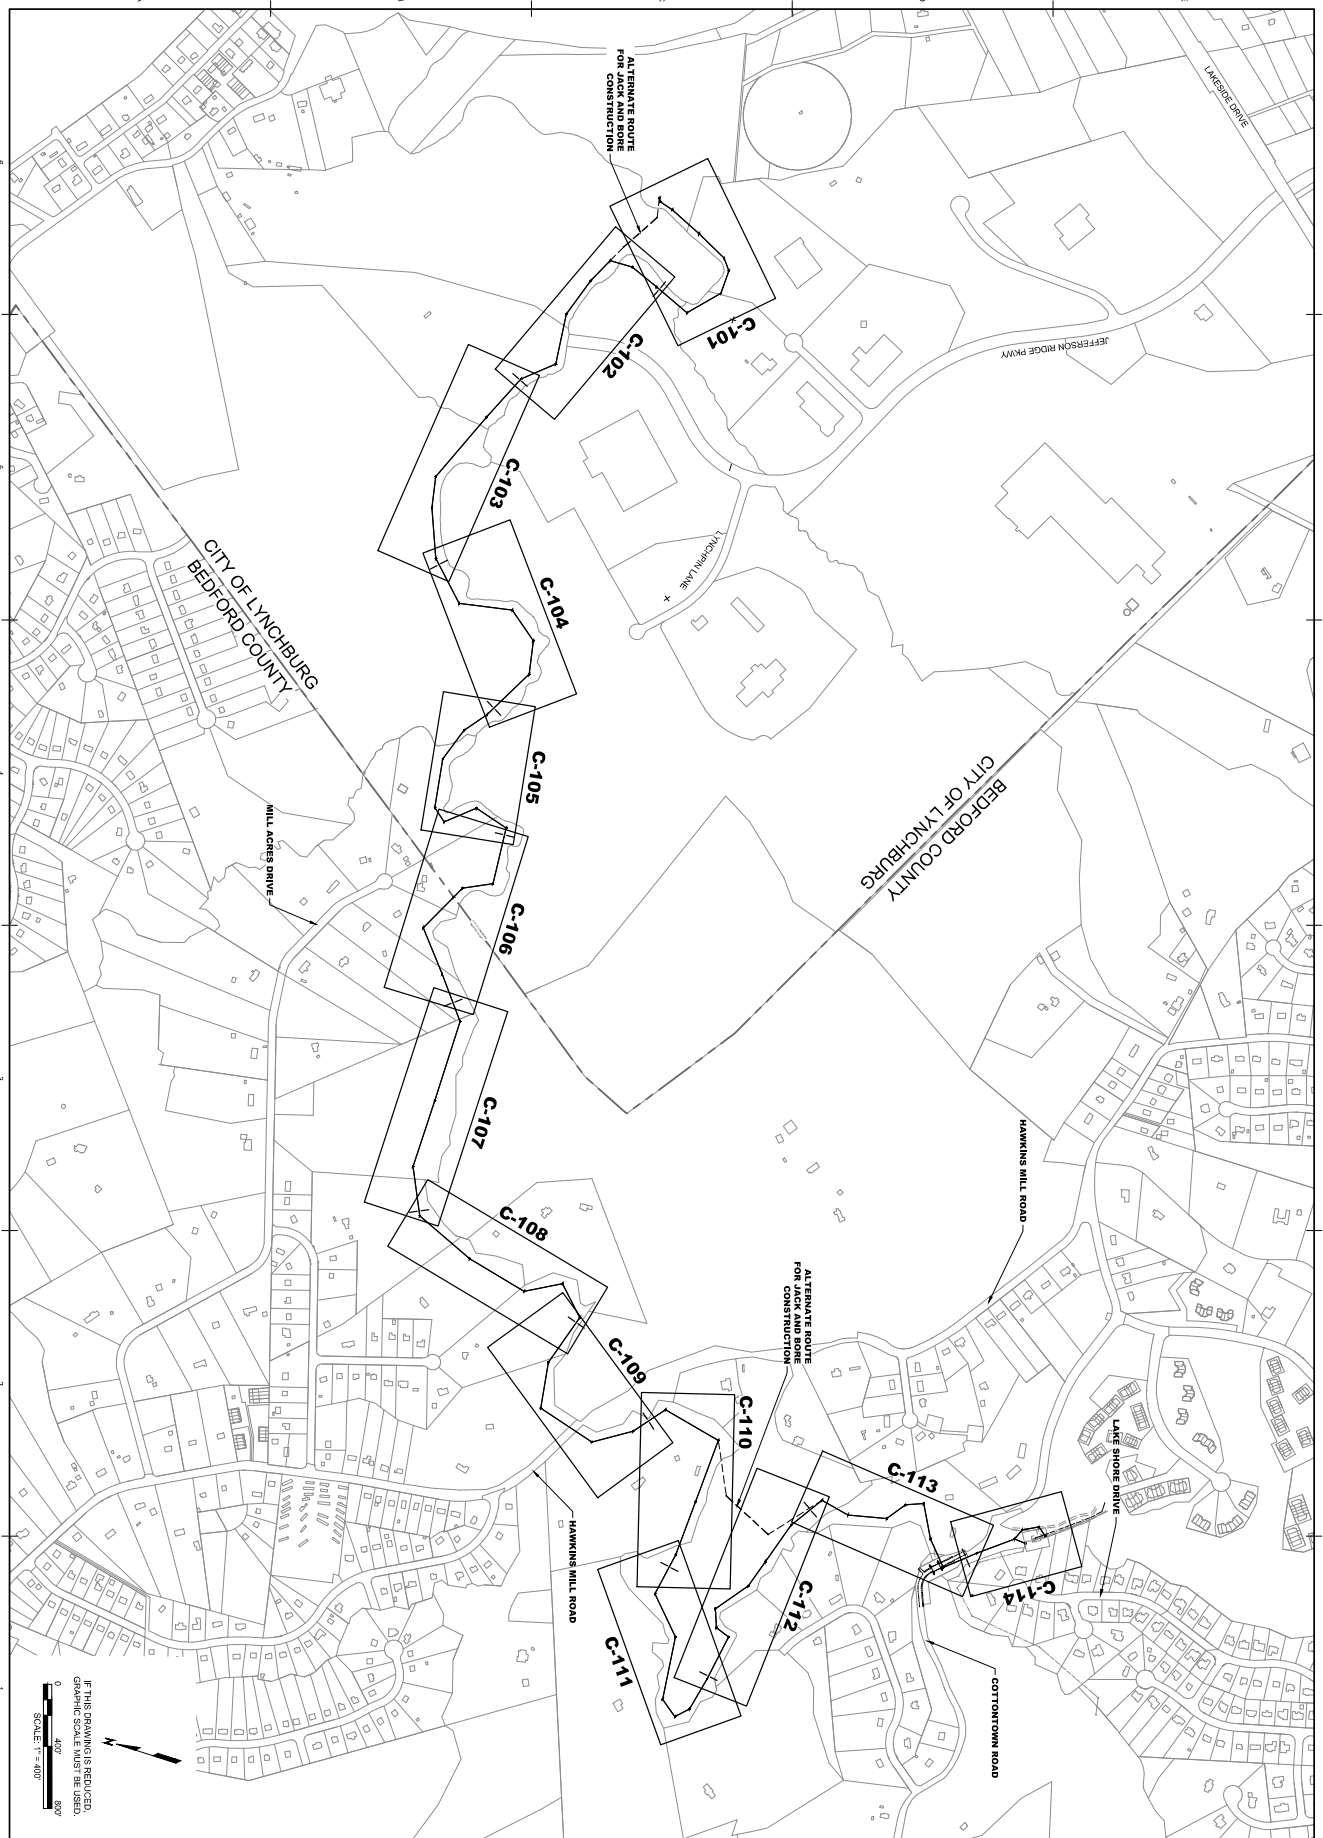 ALTERNATE ROUTE
FOR JACK AND BORE
CONSTRUCTION
LAKESIDE DRIVE
C-101
JEFFERSON RIDGE PKWY
C-102
C-103
LYNCHPIN LANE
C-104
CITY OF LYNCHBURG
BEDFORD COUNTY
C-105
BEDFORD COUNTY
CITY OF LYNCHBURG
MILL ACRES DRIVE
C-106
C-107
HAWKINS MILL ROAD
C-108
ALTERNATE ROUTE
FOR JACK AND BORE
CONSTRUCTION
C-109
C-110
C-113
LAKE SHORE DRIVE
HAWKINS MILL ROAD
C-112
C-114
C-111
COTTONTOWN ROAD
IF THIS DRAWING IS REDUCED,
GRAPHIC SCALE MUST BE USED.
N
0 400' 800'
SCALE: 1" = 400'